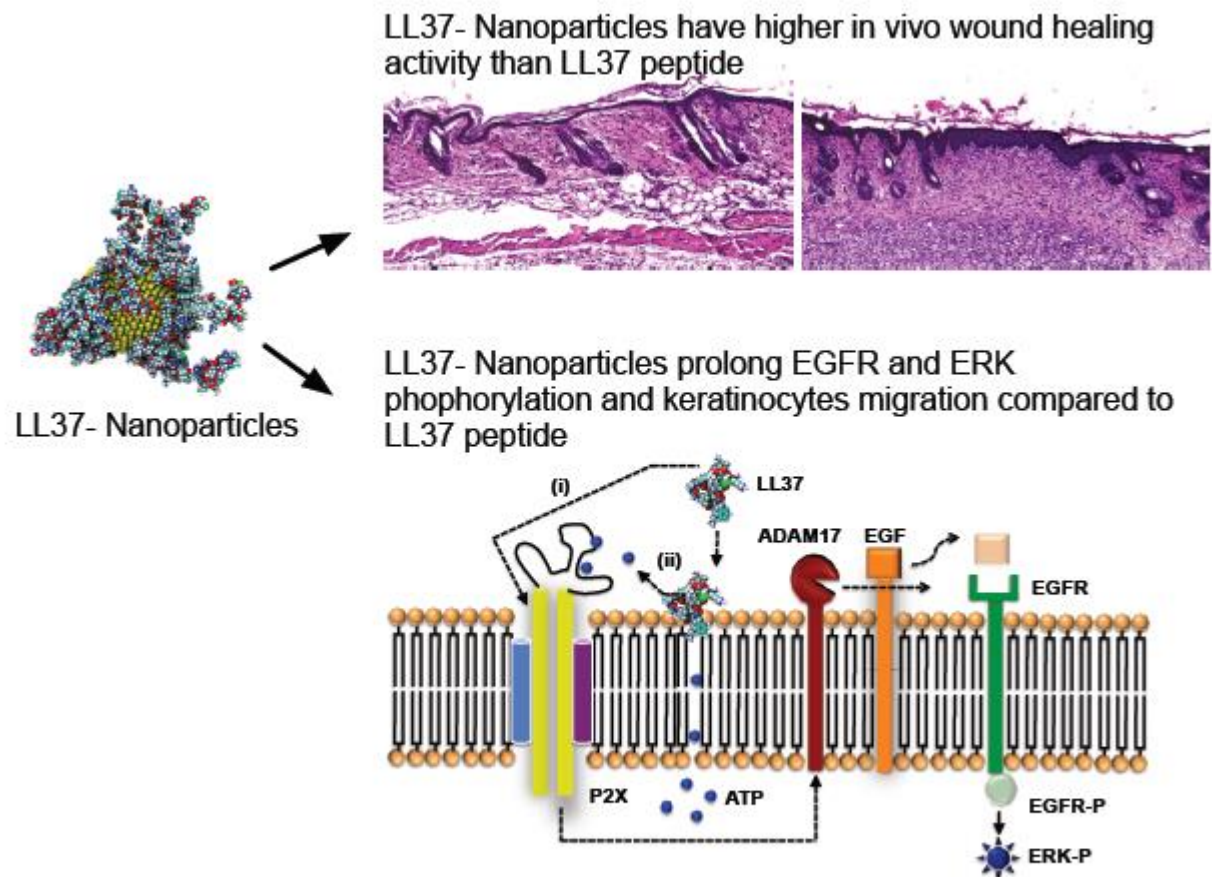 LL37- Nanoparticles have higher in vivo wound healing
activity than LL37 peptide
LL37- Nanoparticles
LL37- Nanoparticles prolong EGFR and ERK
phophorylation and keratinocytes migration compared to
LL37 peptide
(i)
LL37
ADAM17
EGF
(ii)
EGFR
P2X
ATP
EGFR-P
ERK-P